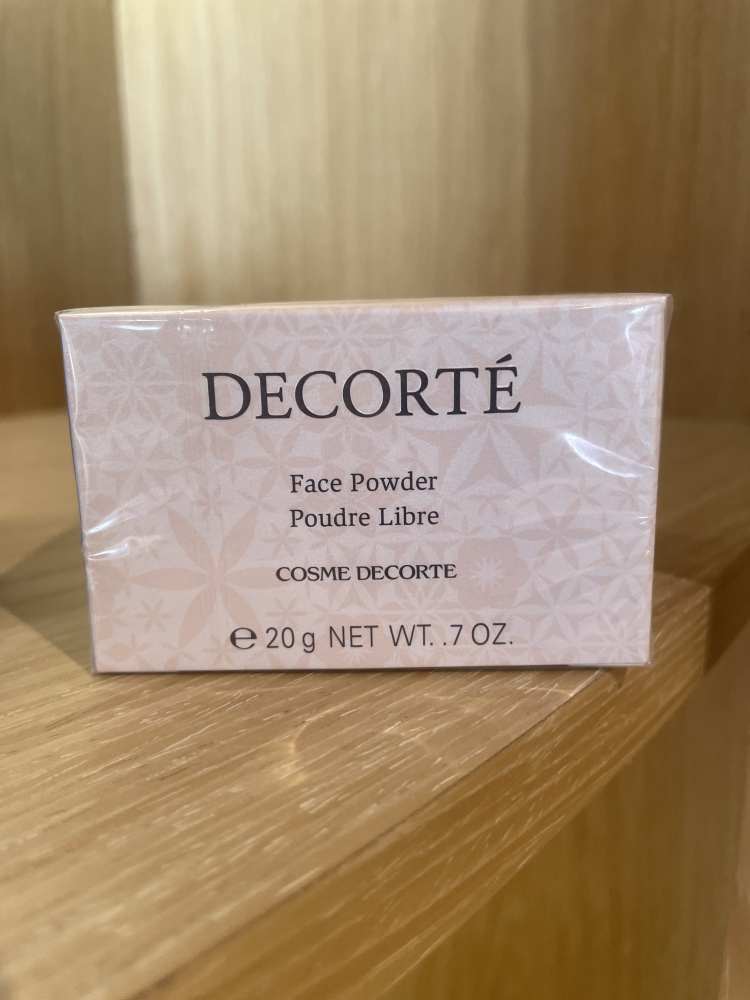 DECORTÉ
Face Powder
Poudre Libre
COSME DECORTE
℮ 20 g NET WT. .7 OZ.